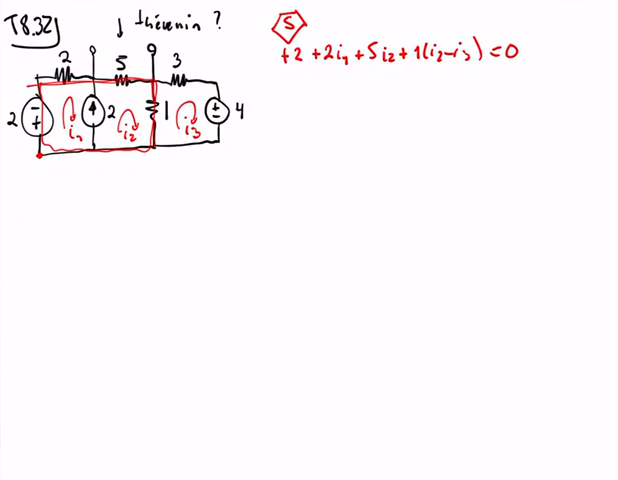 T8.32
↓ thévenin ?
S
+2 +2i₁ + 5i₂ + 1(i₂-i₃) = 0
2 5 3
2 - + 2 1 + - 4
i₁ i₂ i₃